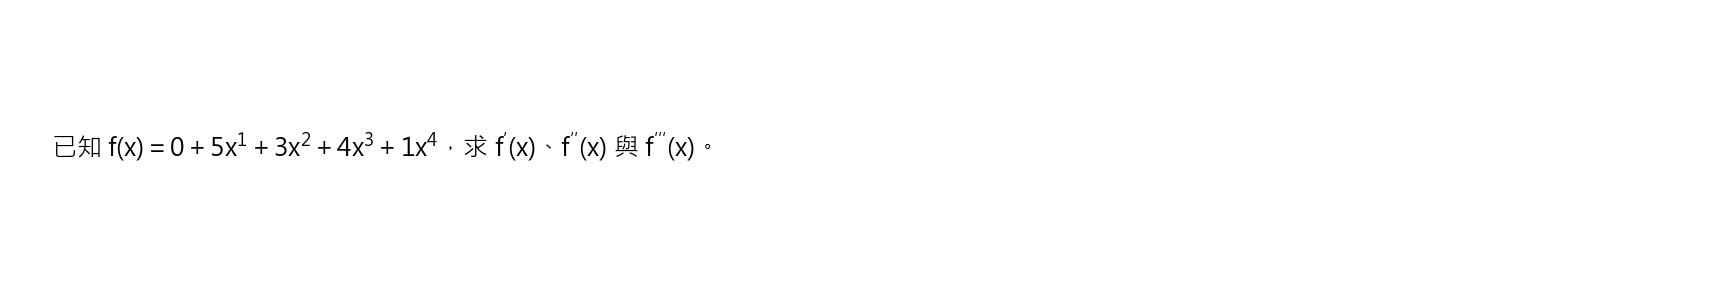 已知 f(x) = 0 + 5x¹ + 3x² + 4x³ + 1x⁴，求 f′(x)、f′′(x) 與 f′′′(x)。